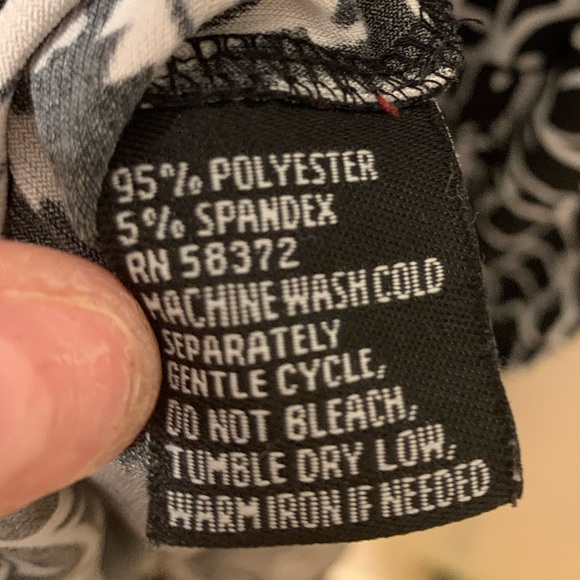 95% POLYESTER
5% SPANDEX
RN 58372
MACHINE WASH COLD
SEPARATELY
GENTLE CYCLE,
DO NOT BLEACH,
TUMBLE DRY LOW,
WARM IRON IF NEEDED